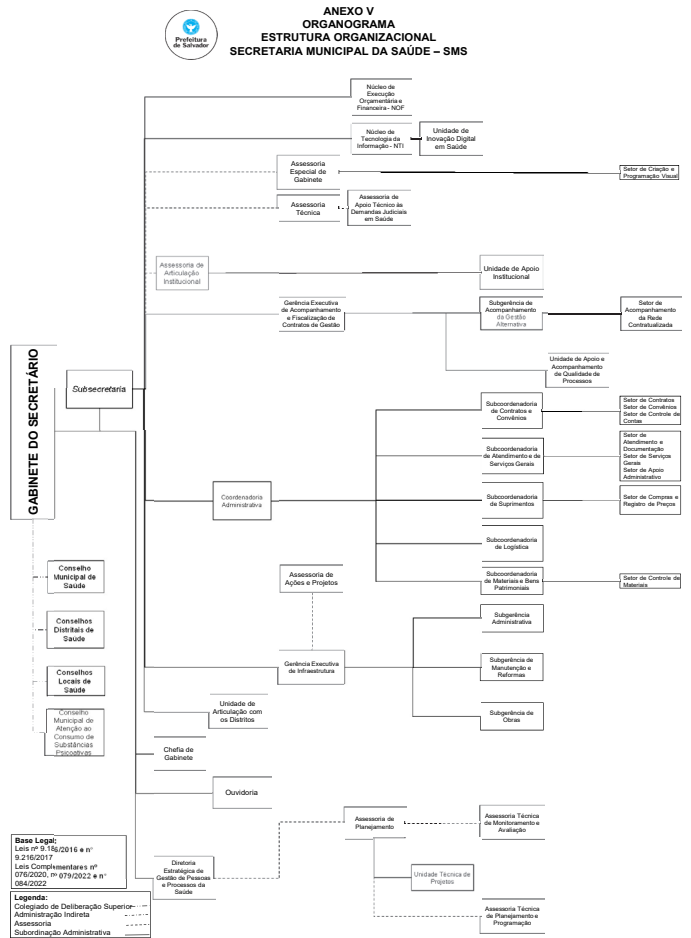 Prefeitura
de Salvador
ANEXO V
ORGANOGRAMA
ESTRUTURA ORGANIZACIONAL
SECRETARIA MUNICIPAL DA SAÚDE – SMS
Núcleo de
Execução
Orçamentária e
Financeira - NOF
Núcleo de
Tecnologia da
Informação - NTI
Unidade de
Inovação Digital
em Saúde
Assessoria
Especial de
Gabinete
Setor de Criação e
Programação Visual
Assessoria
Técnica
Assessoria de
Apoio Técnico ás
Demandas Judiciais
em Saúde
Assessoria de
Articulação
Institucional
Unidade de Apoio
Institucional
Gerência Executiva
de Acompanhamento
e Fiscalização de
Contratos de Gestão
Subgerência de
Acompanhamento
da Gestão
Alternativa
Setor de
Acompanhamento
da Rede
Contratualizada
Unidade de Apoio e
Acompanhamento
de Qualidade de
Processos
GABINETE DO SECRETÁRIO
Subsecretaria
Subcoordenadoria
de Contratos e
Convênios
Setor de Contratos
Setor de Convênios
Setor de Controle de
Contas
Subcoordenadoria
de Atendimento e de
Serviços Gerais
Setor de
Atendimento e
Documentação
Setor de Serviços
Gerais
Setor de Apoio
Administrativo
Coordenadoria
Administrativa
Subcoordenadoria
de Suprimentos
Setor de Compras e
Registro de Preços
Subcoordenadoria
de Logística
Subcoordenadoria
de Materiais e Bens
Patrimoniais
Setor de Controle de
Materiais
Conselho
Municipal de
Saúde
Conselhos
Distritais de
Saúde
Conselhos
Locais de
Saúde
Conselho
Municipal de
Atenção ao
Consumo de
Substâncias
Psicoativas
Assessoria de
Ações e Projetos
Gerência Executiva
de Infraestrutura
Subgerência
Administrativa
Subgerência de
Manutenção e
Reformas
Subgerência de
Obras
Unidade de
Articulação com
os Distritos
Chefia de
Gabinete
Ouvidoria
Diretoria
Estratégica de
Gestão de Pessoas
e Processos da
Saúde
Assessoria de
Planejamento
Assessoria Técnica
de Monitoramento e
Avaliação
Unidade Técnica de
Projetos
Assessoria Técnica
de Planejamento e
Programação
Base Legal:
Leis nº 9.186/2016 e n°
9.216/2017
Leis Complementares nº
076/2020, nº 079/2022 e n°
084/2022
Legenda:
Colegiado de Deliberação Superior
Administração Indireta
Assessoria
Subordinação Administrativa